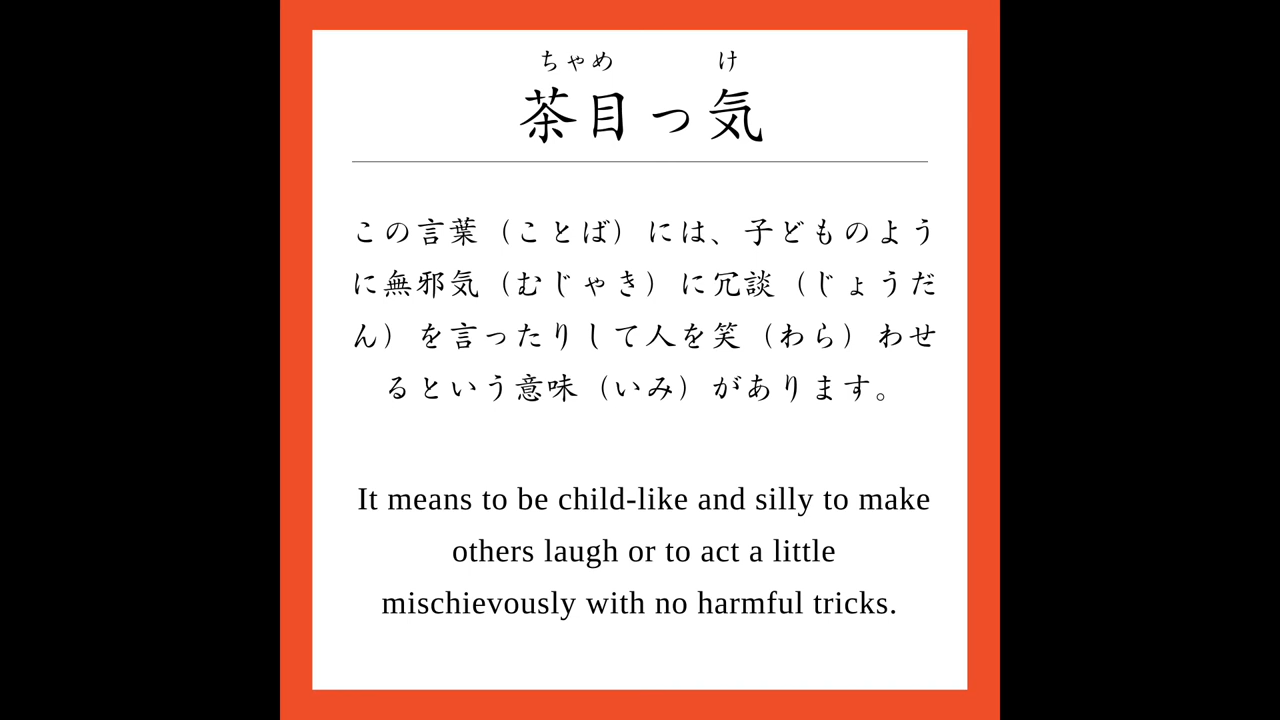 ちゃめ け
茶目っ気
この言葉（ことば）には、子どものよう
に無邪気（むじゃき）に冗談（じょうだ
ん）を言ったりして人を笑（わら）わせ
るという意味（いみ）があります。
It means to be child-like and silly to make
others laugh or to act a little
mischievously with no harmful tricks.